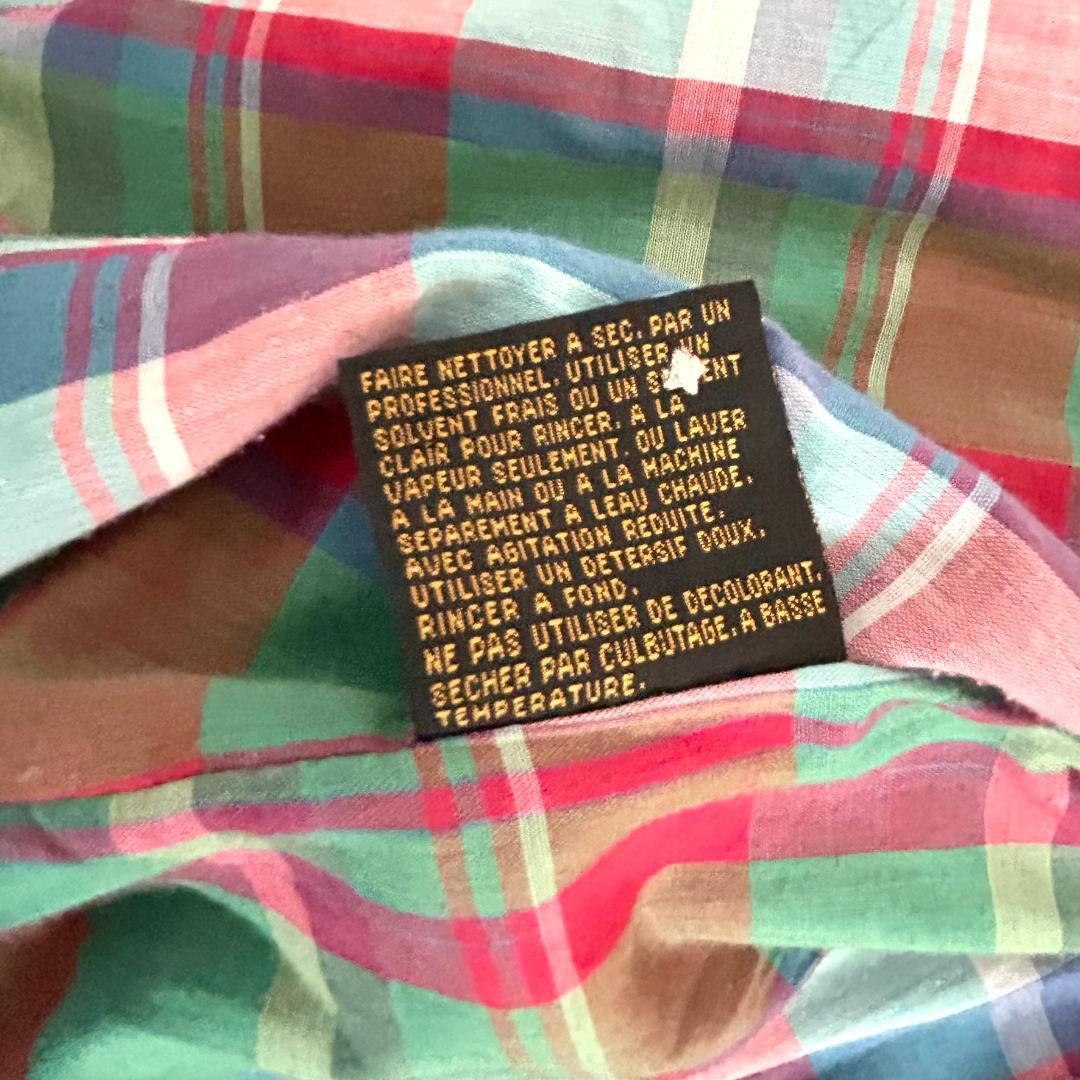 FAIRE NETTOYER A SEC. PAR UN
PROFESSIONNEL. UTILISER UN
SOLVENT FRAIS OU UN
CLAIR POUR RINCER. A LA
VAPEUR SEULEMENT. OU LAVER
A LA MAIN OU A LA MACHINE
SEPAREMENT A LEAU CHAUDE.
AVEC AGITATION REDUITE.
UTILISER UN DETERSIF DOUX.
RINCER A FOND.
NE PAS UTILISER DE DECOLORANT.
SECHER PAR CULBUTAGE. A BASSE
TEMPERATURE.